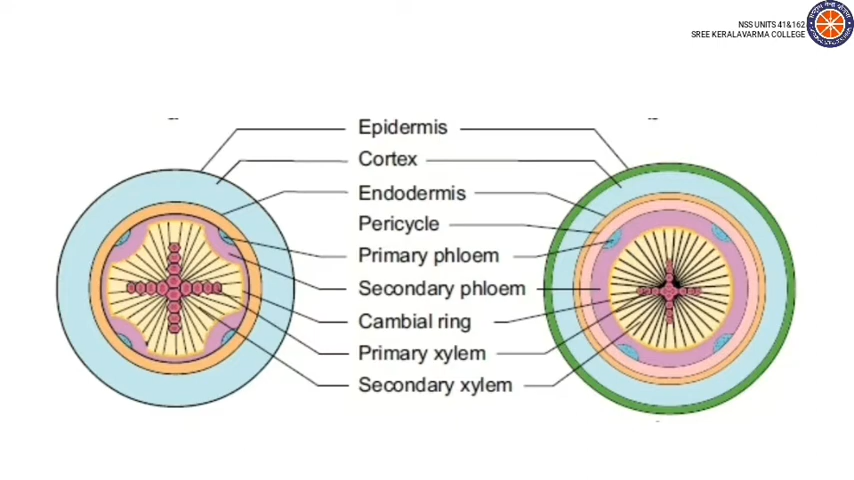 NSS UNITS 41&162
SREE KERALAVARMA COLLEGE
Epidermis
Cortex
Endodermis
Pericycle
Primary phloem
Secondary phloem
Cambial ring
Primary xylem
Secondary xylem